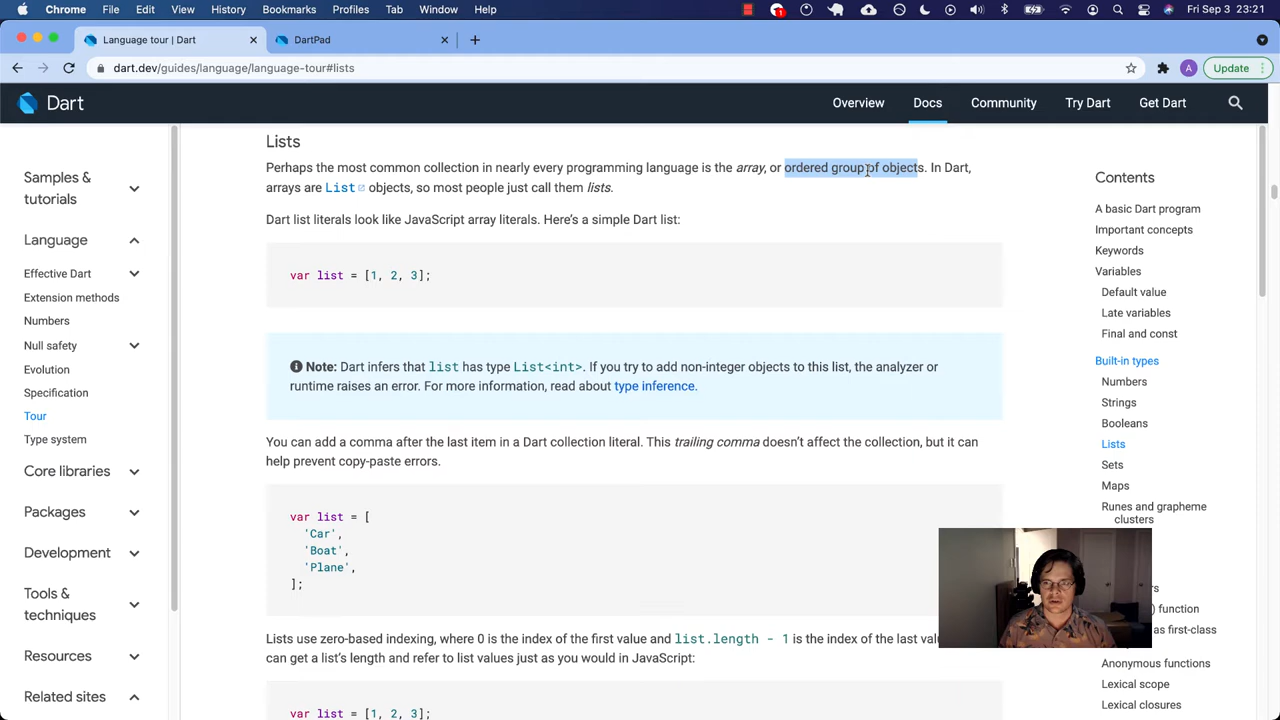 Chrome File Edit View History Bookmarks Profiles Tab Window Help 1 Fri Sep 3 23:21
Language tour | Dart DartPad
dart.dev/guides/language/language-tour#lists A Update
Dart Overview Docs Community Try Dart Get Dart
Samples &
tutorials
Language
Effective Dart
Extension methods
Numbers
Null safety
Evolution
Specification
Tour
Type system
Core libraries
Packages
Development
Tools &
techniques
Resources
Related sites
Lists
Perhaps the most common collection in nearly every programming language is the array, or ordered group of objects. In Dart,
arrays are List objects, so most people just call them lists.
Dart list literals look like JavaScript array literals. Here's a simple Dart list:
var list = [1, 2, 3];
Note: Dart infers that list has type List<int>. If you try to add non-integer objects to this list, the analyzer or
runtime raises an error. For more information, read about type inference.
You can add a comma after the last item in a Dart collection literal. This trailing comma doesn't affect the collection, but it can
help prevent copy-paste errors.
var list = [
'Car',
'Boat',
'Plane',
];
Lists use zero-based indexing, where 0 is the index of the first value and list.length - 1 is the index of the last
can get a list's length and refer to list values just as you would in JavaScript:
var list = [1, 2, 3];
Contents
A basic Dart program
Important concepts
Keywords
Variables
Default value
Late variables
Final and const
Built-in types
Numbers
Strings
Booleans
Lists
Sets
Maps
Runes and grapheme
clusters
) function
as first-class
Anonymous functions
Lexical scope
Lexical closures